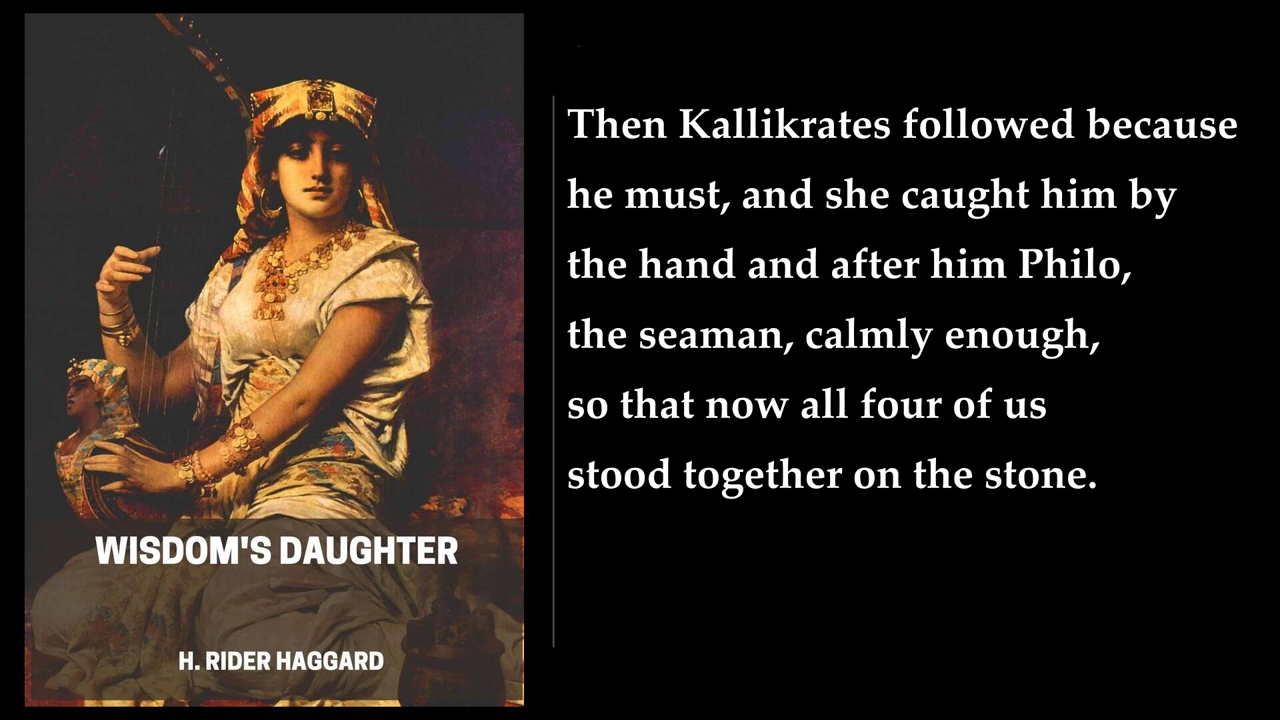 WISDOM'S DAUGHTER
H. RIDER HAGGARD
Then Kallikrates followed because
he must, and she caught him by
the hand and after him Philo,
the seaman, calmly enough,
so that now all four of us
stood together on the stone.